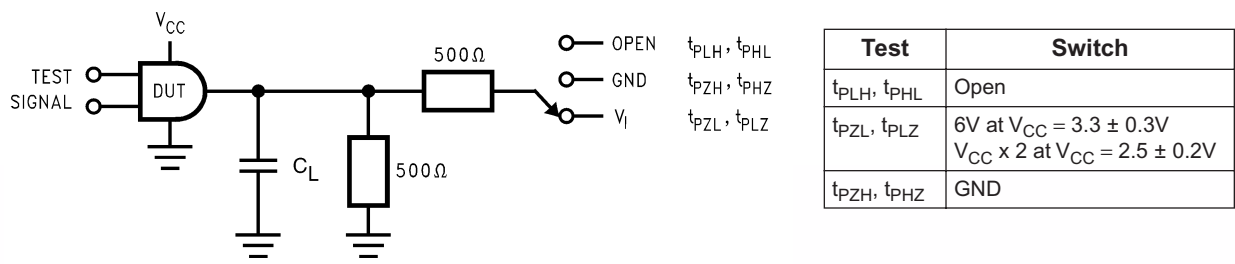 V_CC
TEST
SIGNAL
DUT
C_L
500Ω
500Ω
OPEN t_PLH, t_PHL
GND t_PZH, t_PHZ
V_I t_PZL, t_PLZ
Test Switch
t_PLH, t_PHL Open
t_PZL, t_PLZ 6V at V_CC = 3.3 ± 0.3V
V_CC x 2 at V_CC = 2.5 ± 0.2V
t_PZH, t_PHZ GND